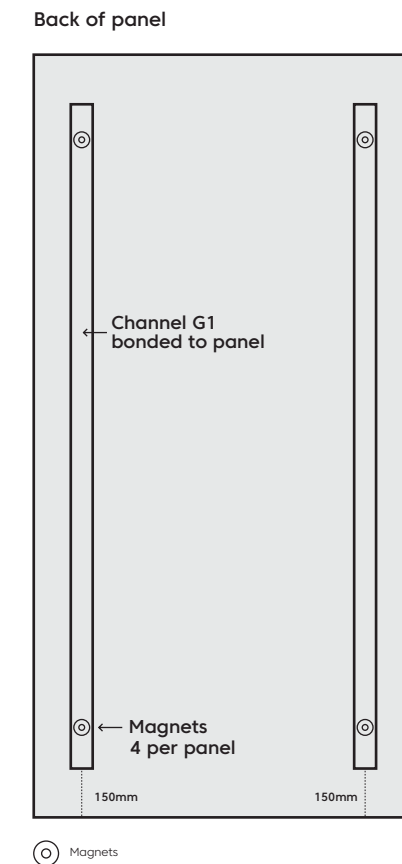 Back of panel
Channel G1
bonded to panel
Magnets
4 per panel
150mm
150mm
Magnets